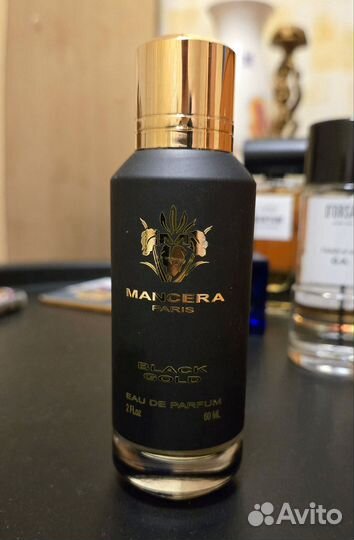 MANCERA
PARIS
BLACK
GOLD
EAU DE PARFUM
2 Fl.oz 60 ML
Avito